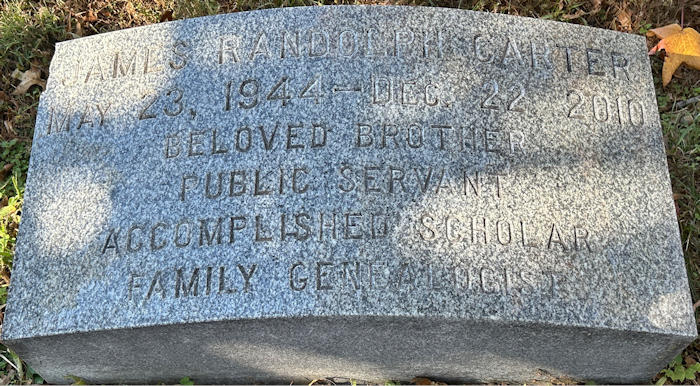 JAMES RANDOLPH CARTER
MAY 23, 1944 — DEC. 22, 2010
BELOVED BROTHER
PUBLIC SERVANT
ACCOMPLISHED SCHOLAR
FAMILY GENEALOGIST